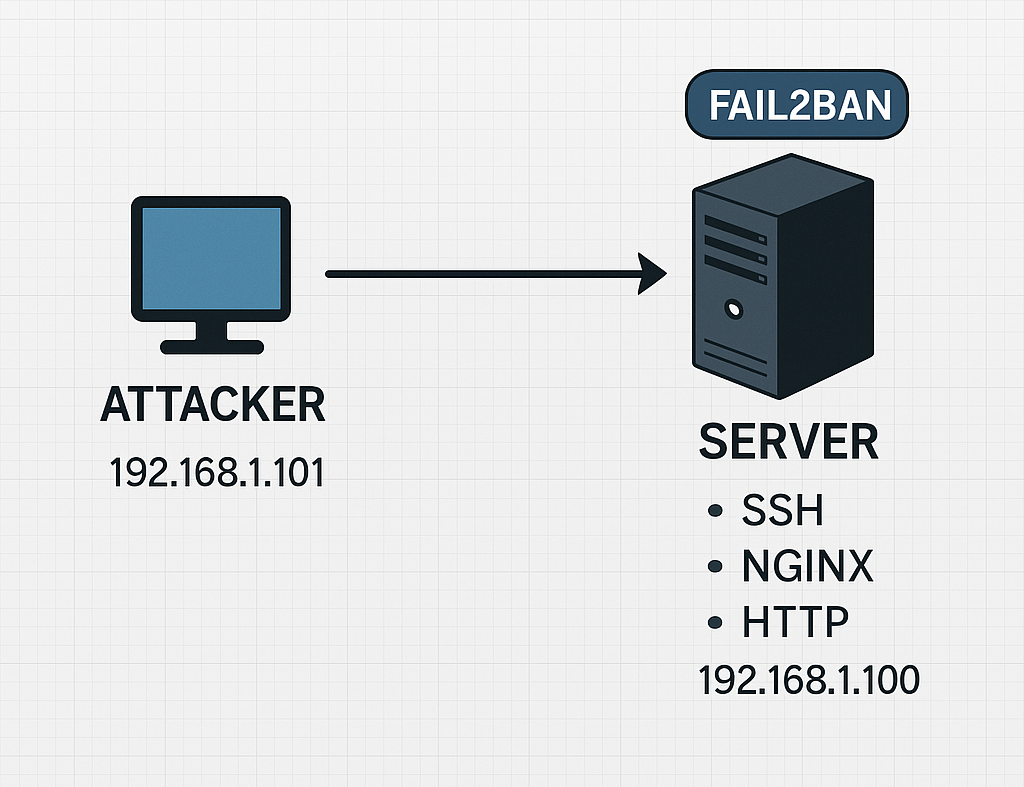 FAIL2BAN
ATTACKER
192.168.1.101
SERVER
• SSH
• NGINX
• HTTP
192.168.1.100